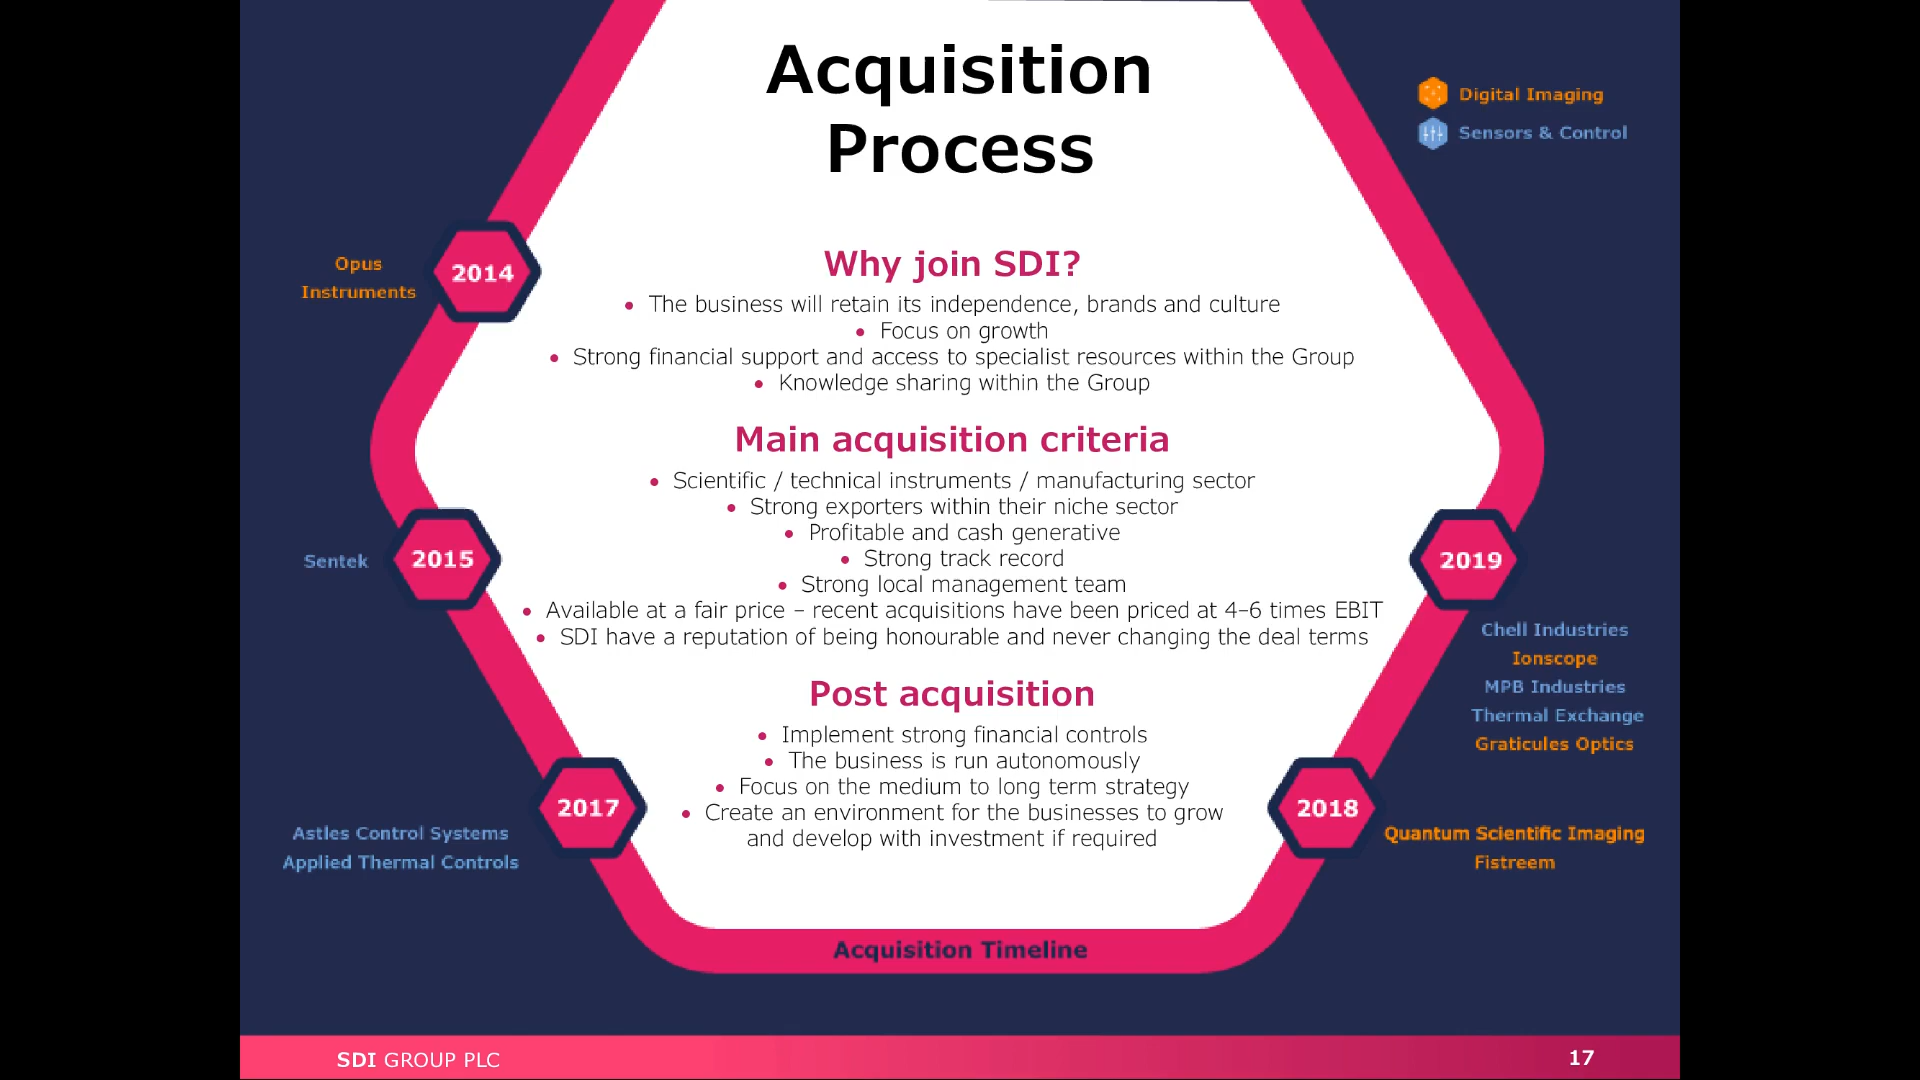 Acquisition
Process
Digital Imaging
Sensors & Control
Opus
Instruments
2014
Why join SDI?
• The business will retain its independence, brands and culture
• Focus on growth
• Strong financial support and access to specialist resources within the Group
• Knowledge sharing within the Group
Main acquisition criteria
• Scientific / technical instruments / manufacturing sector
• Strong exporters within their niche sector
• Profitable and cash generative
• Strong track record
• Strong local management team
• Available at a fair price – recent acquisitions have been priced at 4–6 times EBIT
• SDI have a reputation of being honourable and never changing the deal terms
Sentek
2015
2019
Chell Industries
Ionscope
MPB Industries
Thermal Exchange
Graticules Optics
Post acquisition
• Implement strong financial controls
• The business is run autonomously
• Focus on the medium to long term strategy
• Create an environment for the businesses to grow
and develop with investment if required
2017
Astles Control Systems
Applied Thermal Controls
2018
Quantum Scientific Imaging
Fistreem
Acquisition Timeline
SDI GROUP PLC
17